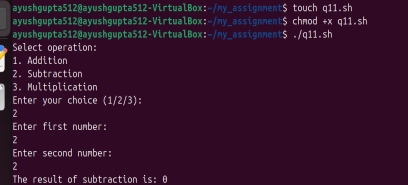 ayushgupta512@ayushgupta512-VirtualBox:~/my_assignment$ touch q11.sh
ayushgupta512@ayushgupta512-VirtualBox:~/my_assignment$ chmod +x q11.sh
ayushgupta512@ayushgupta512-VirtualBox:~/my_assignment$ ./q11.sh
Select operation:
1. Addition
2. Subtraction
3. Multiplication
Enter your choice (1/2/3):
2
Enter first number:
2
Enter second number:
2
The result of subtraction is: 0